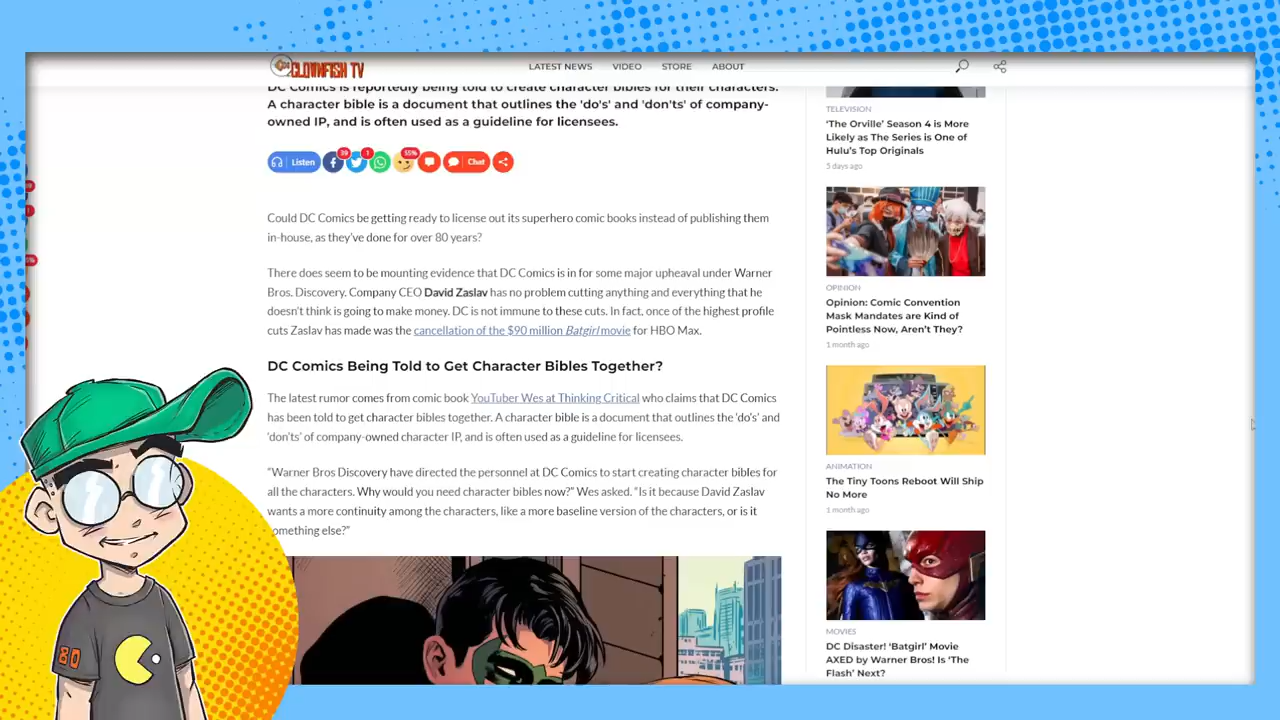 CLOWNFISH TV
LATEST NEWS
VIDEO
STORE
ABOUT
DC Comics is reportedly being told to create character bibles for their characters.
A character bible is a document that outlines the 'do's' and 'don'ts' of company-
owned IP, and is often used as a guideline for licensees.
Listen
39
1
55%
Chat
Could DC Comics be getting ready to license out its superhero comic books instead of publishing them
in-house, as they've done for over 80 years?
There does seem to be mounting evidence that DC Comics is in for some major upheaval under Warner
Bros. Discovery. Company CEO David Zaslav has no problem cutting anything and everything that he
doesn't think is going to make money. DC is not immune to these cuts. In fact, once of the highest profile
cuts Zaslav has made was the cancellation of the $90 million Batgirl movie for HBO Max.
DC Comics Being Told to Get Character Bibles Together?
The latest rumor comes from comic book YouTuber Wes at Thinking Critical who claims that DC Comics
has been told to get character bibles together. A character bible is a document that outlines the 'do's' and
'don'ts' of company-owned character IP, and is often used as a guideline for licensees.
"Warner Bros Discovery have directed the personnel at DC Comics to start creating character bibles for
all the characters. Why would you need character bibles now?" Wes asked. "Is it because David Zaslav
wants a more continuity among the characters, like a more baseline version of the characters, or is it
something else?"
TELEVISION
'The Orville' Season 4 is More
Likely as The Series is One of
Hulu's Top Originals
5 days ago
OPINION
Opinion: Comic Convention
Mask Mandates are Kind of
Pointless Now, Aren't They?
1 month ago
ANIMATION
The Tiny Toons Reboot Will Ship
No More
1 month ago
MOVIES
DC Disaster! 'Batgirl' Movie
AXED by Warner Bros! Is 'The
Flash' Next?
80